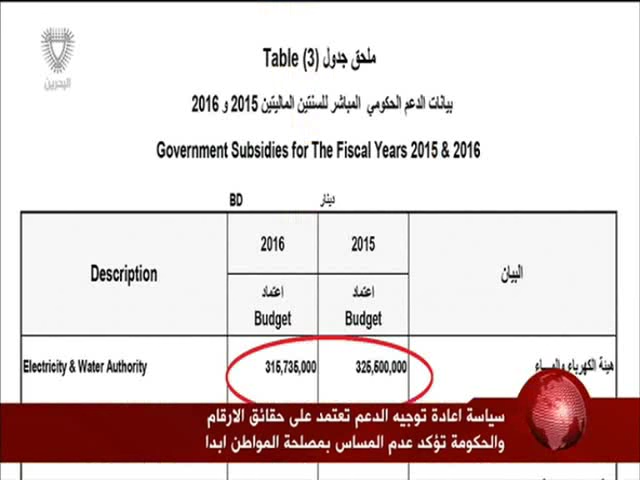 البحرين
ملحق جدول Table (3)
بيانات الدعم الحكومي المباشر للسنتين الماليتين 2015 و 2016
Government Subsidies for The Fiscal Years 2015 & 2016
BD دينار
Description 2016 2015 البيان
اعتماد اعتماد
Budget Budget
Electricity & Water Authority 315,735,000 325,500,000 هيئة الكهرباء والمـــاء
سياسة اعادة توجيه الدعم تعتمد على حقائق الارقام
والحكومة تؤكد عدم المساس بمصلحة المواطن ابدا